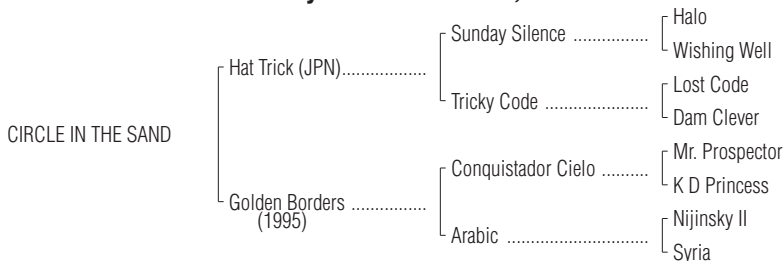 Halo
Sunday Silence ................
Wishing Well
Hat Trick (JPN)..................
Lost Code
Tricky Code ......................
Dam Clever
CIRCLE IN THE SAND
Mr. Prospector
Conquistador Cielo ..........
K D Princess
Golden Borders ................
(1995)
Nijinsky II
Arabic ..............................
Syria